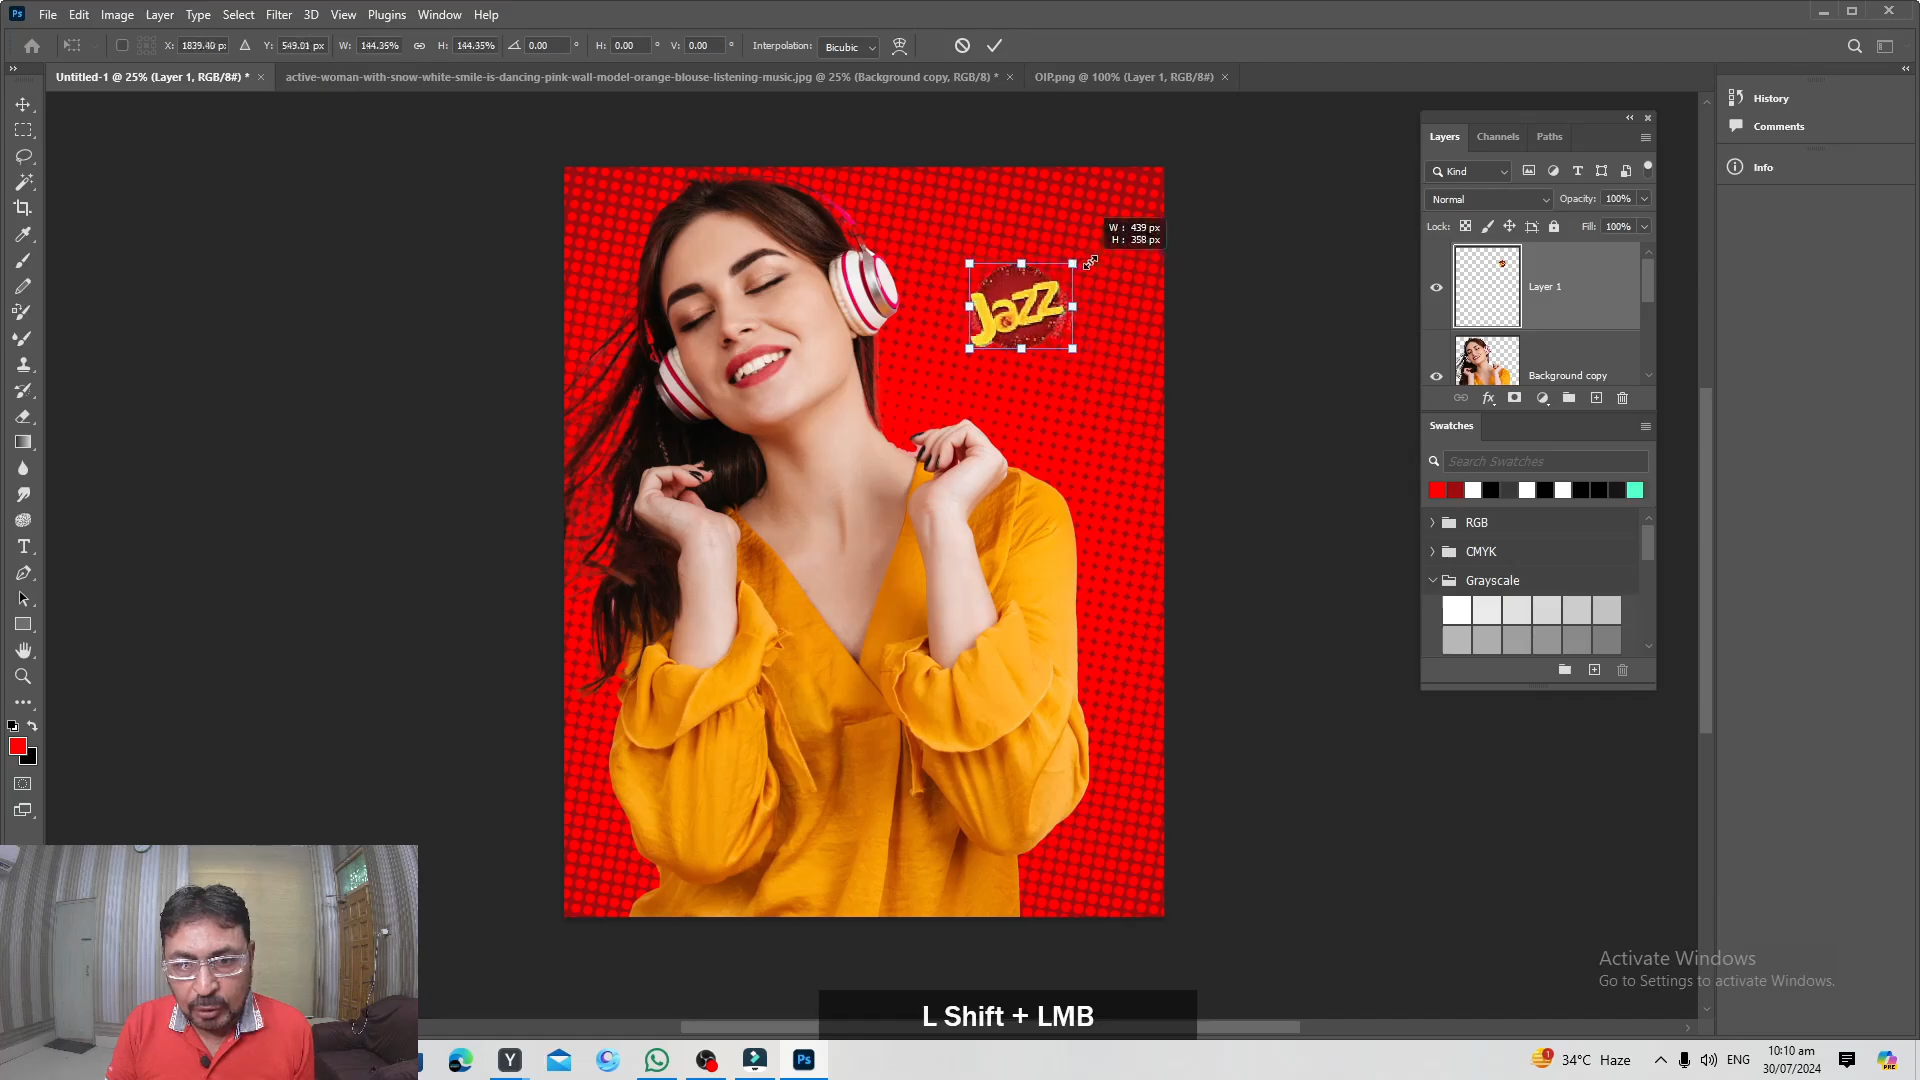 Ps File Edit Image Layer Type Select Filter 3D View Plugins Window Help
X: 1839.40 px Y: 549.01 px W: 144.35% H: 144.35% 0.00 ° H: 0.00 ° V: 0.00 ° Interpolation: Bicubic
Untitled-1 @ 25% (Layer 1, RGB/8#) * × active-woman-with-snow-white-smile-is-dancing-pink-wall-model-orange-blouse-listening-music.jpg @ 25% (Background copy, RGB/8) * × OIP.png @ 100% (Layer 1, RGB/8#) ×
History
Comments
Info
Layers Channels Paths
Kind
Normal Opacity: 100%
Lock: Fill: 100%
Layer 1
Background copy
fx
Swatches
Search Swatches
RGB
CMYK
Grayscale
W : 439 px
H : 358 px
Jazz
Activate Windows
Go to Settings to activate Windows.
L Shift + LMB
Y Ps 1 34°C Haze ENG 10:10 am
30/07/2024
PRE